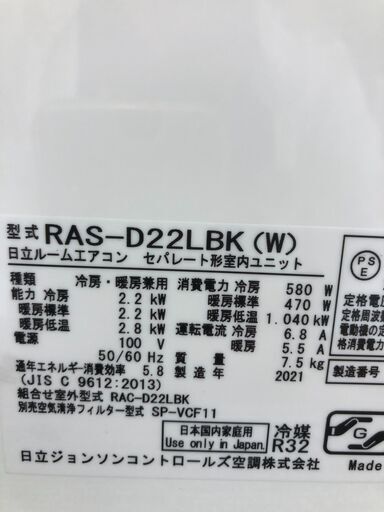 型式 RAS-D22LBK(W)
日立ルームエアコン セパレート形室内ユニット
種類 冷房・暖房兼用
能力 冷房 2.2 kW
暖房標準 2.2 kW
暖房低温 2.8 kW
電源 100 V
50/60 Hz
消費電力 冷房 580 W
暖房標準 470 W
暖房低温 1.040 kW
運転電流 冷房 6.8 A
暖房 5.5 A
質量 7.5 kg
製造年 2021
通年エネルギー消費効率 5.8
(JIS C 9612:2013)
組合せ室外型式 RAC-D22LBK
別売空気清浄フィルター型式 SP-VCF11
日本国内家庭用
Use only in Japan.
冷媒
R32
日立ジョンソンコントロールズ空調株式会社
PS
E
定格電
定格周波
電動機の定
格消費電
製造番号
G
Made